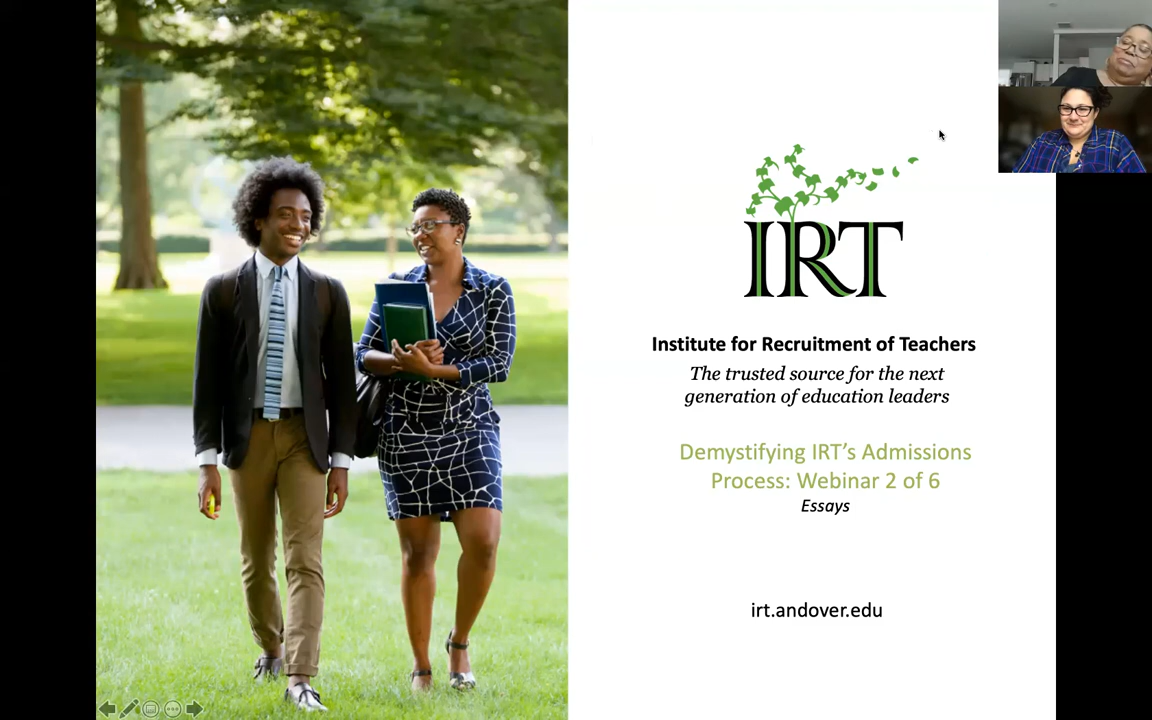 IRT
Institute for Recruitment of Teachers
The trusted source for the next
generation of education leaders
Demystifying IRT’s Admissions
Process: Webinar 2 of 6
Essays
irt.andover.edu